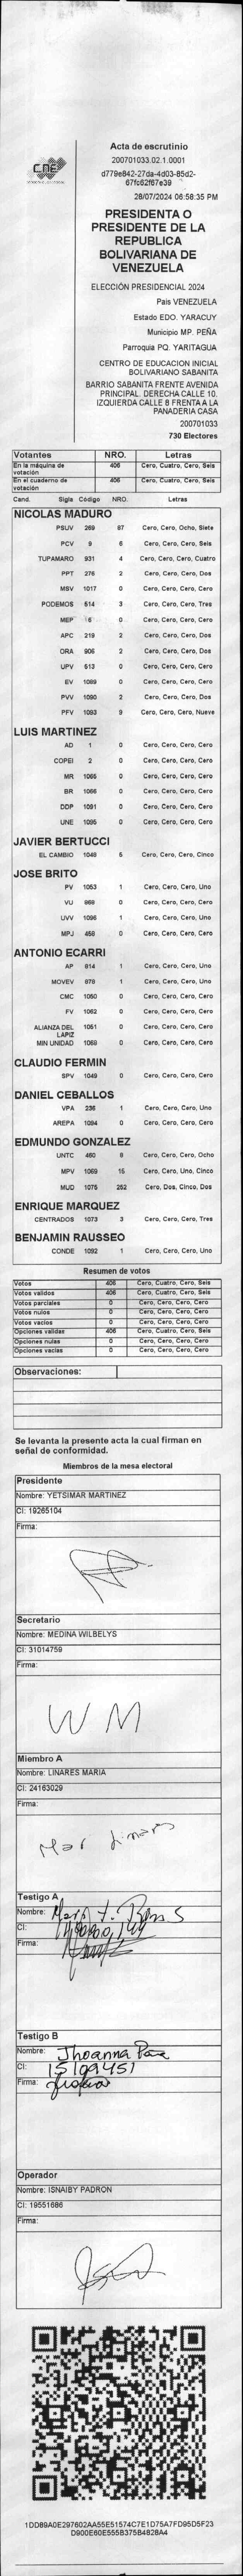 CNE
Acta de escrutinio
200701033.02.1.0001
d779e842-27da-4d03-85d2-
67fc62f67e39
28/07/2024 06:58:35 PM
PRESIDENTA O
PRESIDENTE DE LA
REPUBLICA
BOLIVARIANA DE
VENEZUELA
ELECCIÓN PRESIDENCIAL 2024
Pais VENEZUELA
Estado EDO. YARACUY
Municipio MP. PEÑA
Parroquia PQ. YARITAGUA
CENTRO DE EDUCACION INICIAL
BOLIVARIANO SABANITA
BARRIO SABANITA FRENTE AVENIDA
PRINCIPAL. DERECHA CALLE 10.
IZQUIERDA CALLE 8 FRENTE A LA
PANADERIA CASA
200701033
730 Electores
Votantes NRO. Letras
En la máquina de votación 406 Cero, Cuatro, Cero, Seis
En el cuaderno de votación 406 Cero, Cuatro, Cero, Seis
Cand. Sigla Código NRO. Letras
NICOLAS MADURO
PSUV 269 87 Cero, Cero, Ocho, Siete
PCV 9 6 Cero, Cero, Cero, Seis
TUPAMARO 931 4 Cero, Cero, Cero, Cuatro
PPT 276 2 Cero, Cero, Cero, Dos
MSV 1017 0 Cero, Cero, Cero, Cero
PODEMOS 514 3 Cero, Cero, Cero, Tres
MEP 16 0 Cero, Cero, Cero, Cero
APC 219 2 Cero, Cero, Cero, Dos
ORA 906 2 Cero, Cero, Cero, Dos
UPV 513 0 Cero, Cero, Cero, Cero
EV 1089 0 Cero, Cero, Cero, Cero
PVV 1090 2 Cero, Cero, Cero, Dos
PFV 1093 9 Cero, Cero, Cero, Nueve
LUIS MARTINEZ
AD 1 0 Cero, Cero, Cero, Cero
COPEI 2 0 Cero, Cero, Cero, Cero
MR 1065 0 Cero, Cero, Cero, Cero
BR 1066 0 Cero, Cero, Cero, Cero
DDP 1091 0 Cero, Cero, Cero, Cero
UNE 1095 0 Cero, Cero, Cero, Cero
JAVIER BERTUCCI
EL CAMBIO 1048 5 Cero, Cero, Cero, Cinco
JOSE BRITO
PV 1053 1 Cero, Cero, Cero, Uno
VU 868 0 Cero, Cero, Cero, Cero
UVV 1096 1 Cero, Cero, Cero, Uno
MPJ 458 0 Cero, Cero, Cero, Cero
ANTONIO ECARRI
AP 814 1 Cero, Cero, Cero, Uno
MOVEV 878 1 Cero, Cero, Cero, Uno
CMC 1050 0 Cero, Cero, Cero, Cero
FV 1062 0 Cero, Cero, Cero, Cero
ALIANZA DEL LAPIZ 1051 0 Cero, Cero, Cero, Cero
MIN UNIDAD 1068 0 Cero, Cero, Cero, Cero
CLAUDIO FERMIN
SPV 1049 0 Cero, Cero, Cero, Cero
DANIEL CEBALLOS
VPA 236 1 Cero, Cero, Cero, Uno
AREPA 1094 0 Cero, Cero, Cero, Cero
EDMUNDO GONZALEZ
UNTC 460 8 Cero, Cero, Cero, Ocho
MPV 1069 15 Cero, Cero, Uno, Cinco
MUD 1075 252 Cero, Dos, Cinco, Dos
ENRIQUE MARQUEZ
CENTRADOS 1073 3 Cero, Cero, Cero, Tres
BENJAMIN RAUSSEO
CONDE 1092 1 Cero, Cero, Cero, Uno
Resumen de votos
Votos 406 Cero, Cuatro, Cero, Seis
Votos validos 406 Cero, Cuatro, Cero, Seis
Votos parciales 0 Cero, Cero, Cero, Cero
Votos nulos 0 Cero, Cero, Cero, Cero
Votos vacios 0 Cero, Cero, Cero, Cero
Opciones validas 406 Cero, Cuatro, Cero, Seis
Opciones nulas 0 Cero, Cero, Cero, Cero
Opciones vacias 0 Cero, Cero, Cero, Cero
Observaciones:
Se levanta la presente acta la cual firman en
señal de conformidad.
Miembros de la mesa electoral
Presidente
Nombre: YETSIMAR MARTINEZ
CI: 19265104
Firma:
Secretario
Nombre: MEDINA WILBELYS
CI: 31014759
Firma:
W M
Miembro A
Nombre: LINARES MARIA
CI: 24163029
Firma:
Mar Linares
Testigo A
Nombre:
CI:
Firma:
Testigo B
Nombre: Jhoanna
CI: 15109451
Firma:
Operador
Nombre: ISNAIBY PADRON
CI: 19551686
Firma:
1DD89A0E297602AA55E51574C7E1D75A7FD95D5F23
D900E60E555B375B4828A4